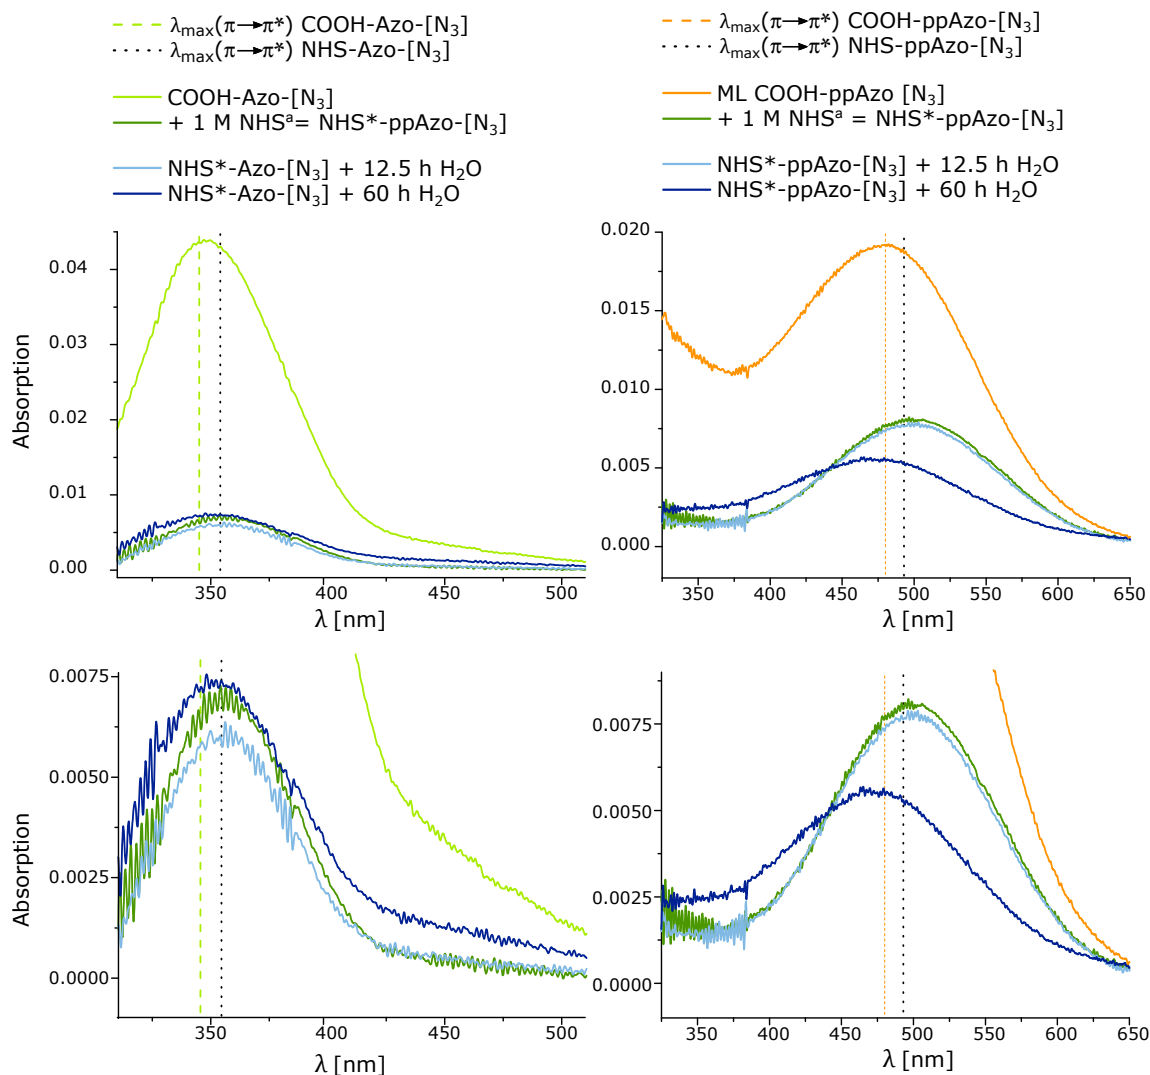 λmax(π→π*) COOH-Azo-[N₃]
λmax(π→π*) NHS-Azo-[N₃]
COOH-Azo-[N₃]
+ 1 M NHSᵃ= NHS*-ppAzo-[N₃]
NHS*-Azo-[N₃] + 12.5 h H₂O
NHS*-Azo-[N₃] + 60 h H₂O
λmax(π→π*) COOH-ppAzo-[N₃]
λmax(π→π*) NHS-ppAzo-[N₃]
ML COOH-ppAzo [N₃]
+ 1 M NHSᵃ = NHS*-ppAzo-[N₃]
NHS*-ppAzo-[N₃] + 12.5 h H₂O
NHS*-ppAzo-[N₃] + 60 h H₂O
Absorption
0.04
0.03
0.02
0.01
0.00
350 400 450 500
λ [nm]
0.020
0.015
0.010
0.005
0.000
350 400 450 500 550 600 650
λ [nm]
Absorption
0.0075
0.0050
0.0025
0.0000
350 400 450 500
λ [nm]
0.0075
0.0050
0.0025
0.0000
350 400 450 500 550 600 650
λ [nm]